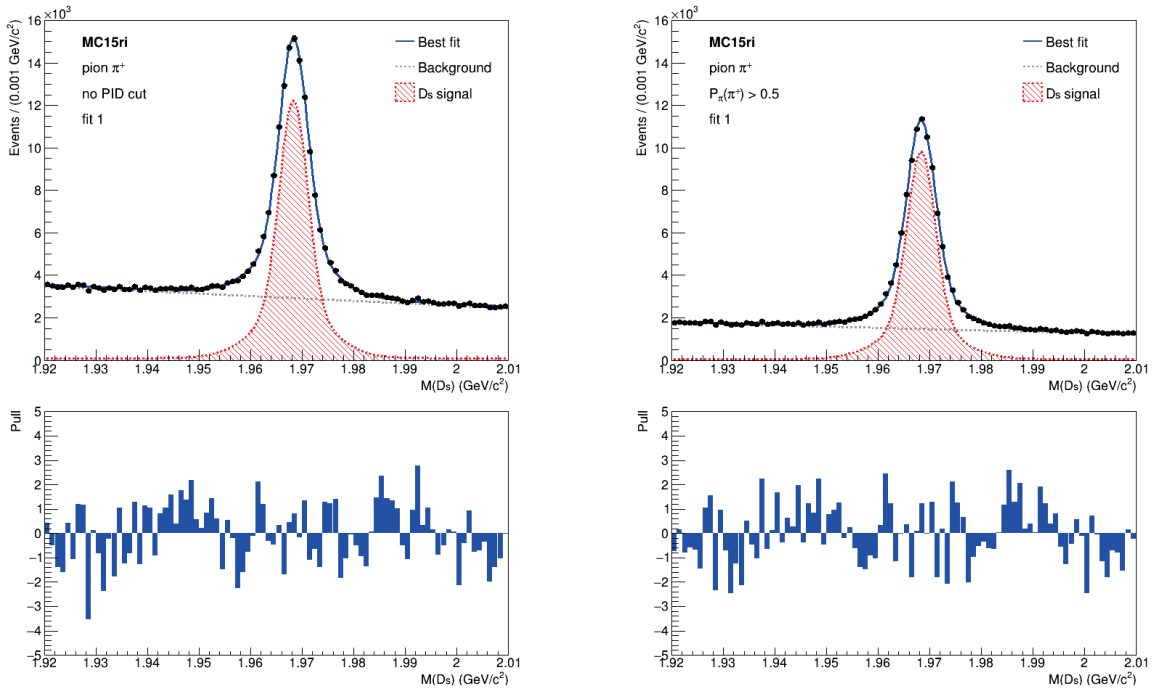 ×10³
16
14
12
10
8
6
4
2
0
Events / (0.001 GeV/c²)
MC15ri
pion π⁺
no PID cut
fit 1
Best fit
Background
Dₛ signal
1.92 1.93 1.94 1.95 1.96 1.97 1.98 1.99 2 2.01
M(Dₛ) (GeV/c²)
×10³
16
14
12
10
8
6
4
2
0
Events / (0.001 GeV/c²)
MC15ri
pion π⁺
P_π(π⁺) > 0.5
fit 1
Best fit
Background
Dₛ signal
1.92 1.93 1.94 1.95 1.96 1.97 1.98 1.99 2 2.01
M(Dₛ) (GeV/c²)
Pull
5
4
3
2
1
0
−1
−2
−3
−4
−5
1.92 1.93 1.94 1.95 1.96 1.97 1.98 1.99 2 2.01
M(Dₛ) (GeV/c²)
Pull
5
4
3
2
1
0
−1
−2
−3
−4
−5
1.92 1.93 1.94 1.95 1.96 1.97 1.98 1.99 2 2.01
M(Dₛ) (GeV/c²)